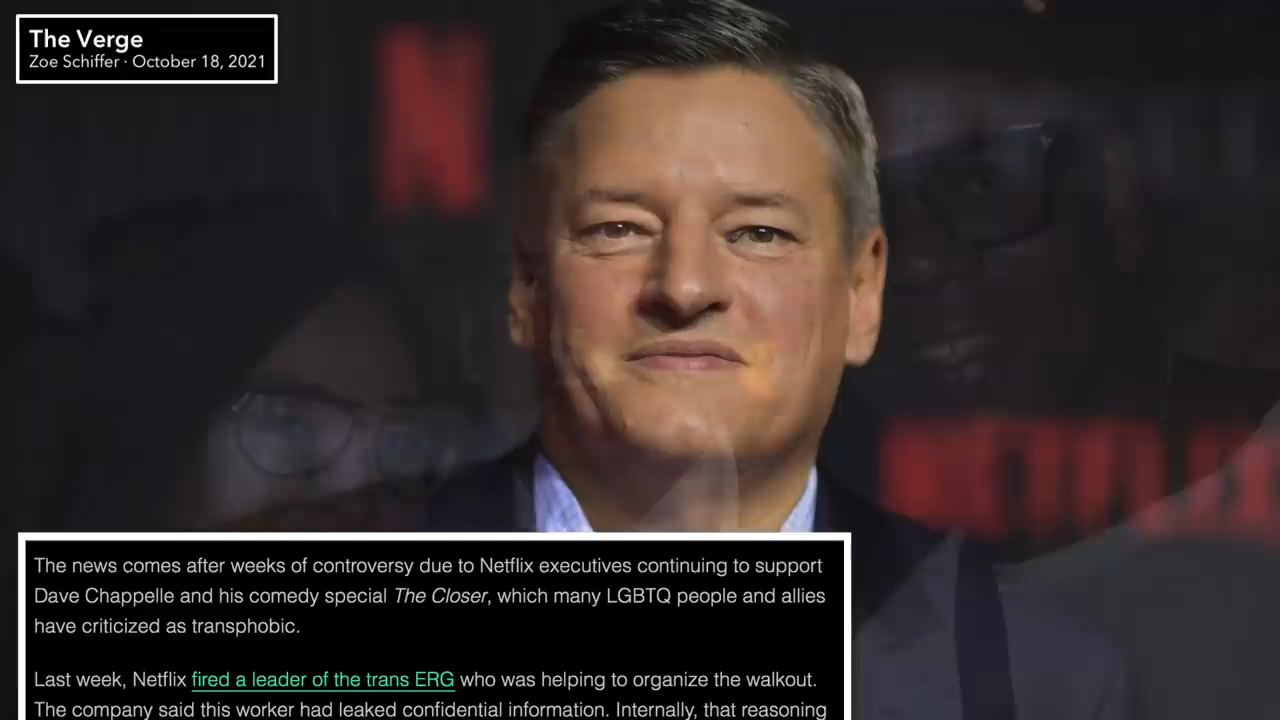 The Verge
Zoe Schiffer · October 18, 2021
N
NETFLIX
The news comes after weeks of controversy due to Netflix executives continuing to support
Dave Chappelle and his comedy special The Closer, which many LGBTQ people and allies
have criticized as transphobic.
Last week, Netflix fired a leader of the trans ERG who was helping to organize the walkout.
The company said this worker had leaked confidential information. Internally, that reasoning